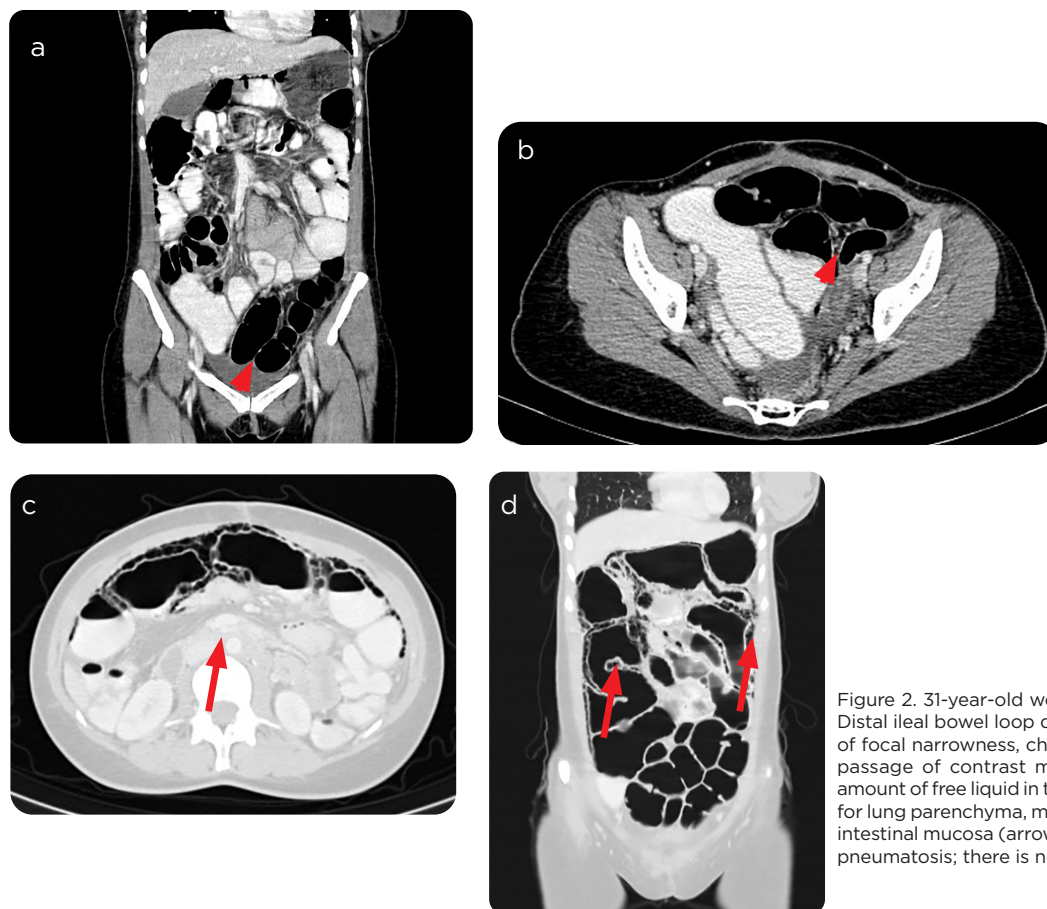 a
b
c
d
Figure 2. 31-year-old wo
Distal ileal bowel loop d
of focal narrowness, ch
passage of contrast m
amount of free liquid in t
for lung parenchyma, m
intestinal mucosa (arrow
pneumatosis; there is no